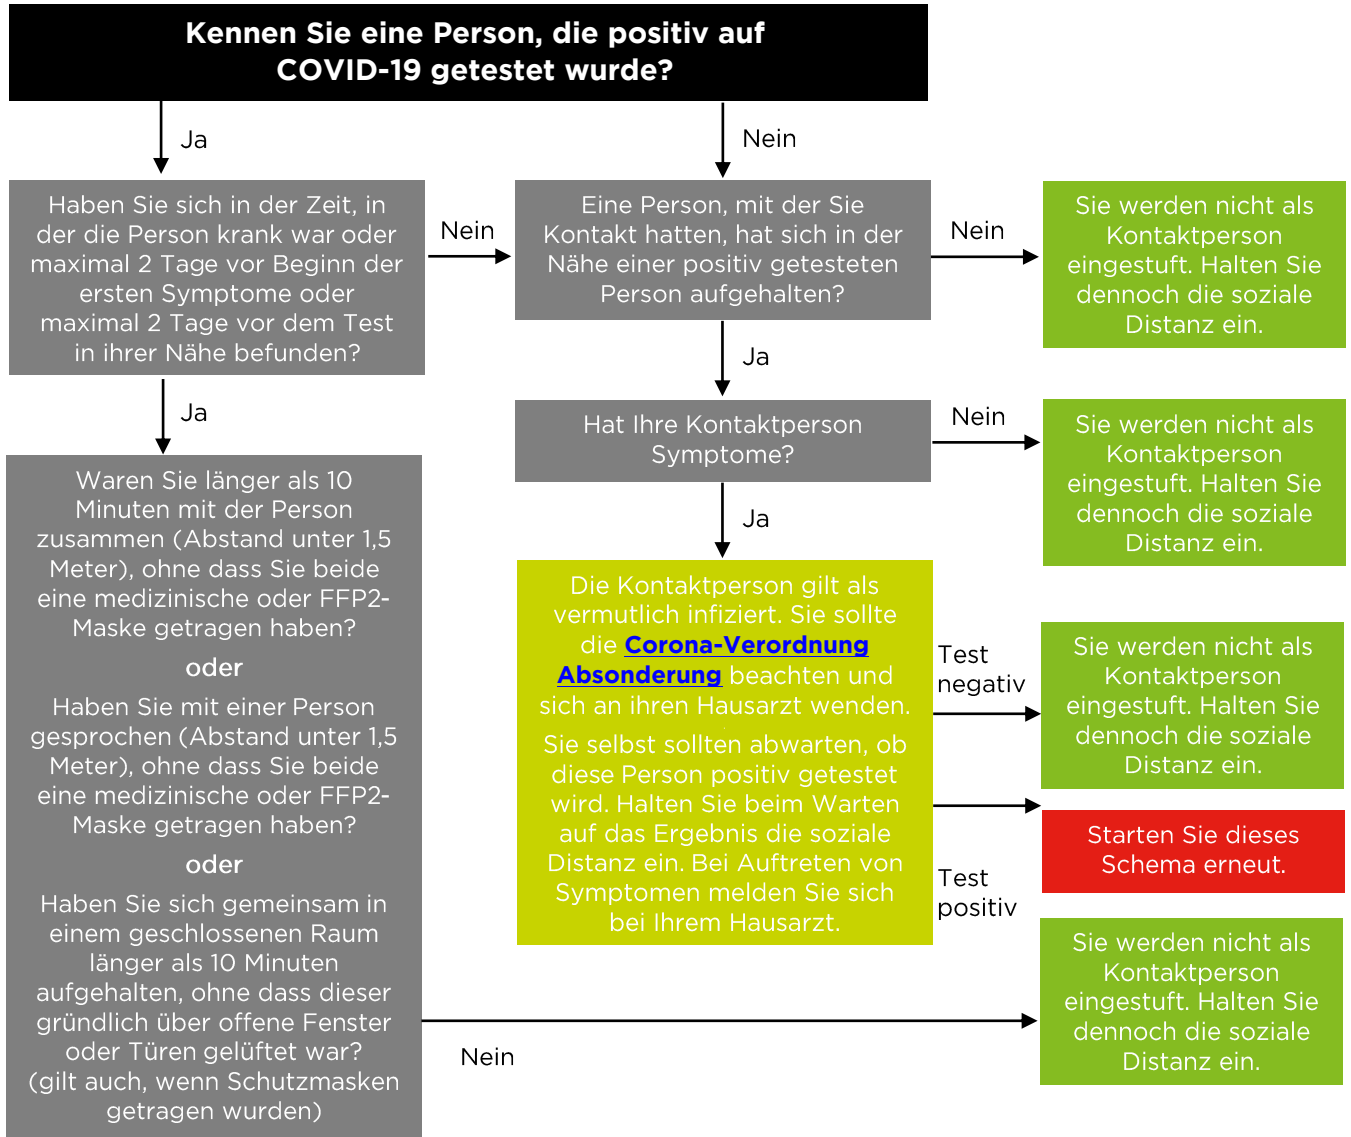 Kennen Sie eine Person, die positiv auf
COVID-19 getestet wurde?
Ja
Nein
Haben Sie sich in der Zeit, in
der die Person krank war oder
maximal 2 Tage vor Beginn der
ersten Symptome oder
maximal 2 Tage vor dem Test
in ihrer Nähe befunden?
Nein
Eine Person, mit der Sie
Kontakt hatten, hat sich in der
Nähe einer positiv getesteten
Person aufgehalten?
Nein
Sie werden nicht als
Kontaktperson
eingestuft. Halten Sie
dennoch die soziale
Distanz ein.
Ja
Ja
Hat Ihre Kontaktperson
Symptome?
Nein
Sie werden nicht als
Kontaktperson
eingestuft. Halten Sie
dennoch die soziale
Distanz ein.
Ja
Waren Sie länger als 10
Minuten mit der Person
zusammen (Abstand unter 1,5
Meter), ohne dass Sie beide
eine medizinische oder FFP2-
Maske getragen haben?
oder
Haben Sie mit einer Person
gesprochen (Abstand unter 1,5
Meter), ohne dass Sie beide
eine medizinische oder FFP2-
Maske getragen haben?
oder
Haben Sie sich gemeinsam in
einem geschlossenen Raum
länger als 10 Minuten
aufgehalten, ohne dass dieser
gründlich über offene Fenster
oder Türen gelüftet war?
(gilt auch, wenn Schutzmasken
getragen wurden)
Die Kontaktperson gilt als
vermutlich infiziert. Sie sollte
die Corona-Verordnung
Absonderung beachten und
sich an ihren Hausarzt wenden.
Sie selbst sollten abwarten, ob
diese Person positiv getestet
wird. Halten Sie beim Warten
auf das Ergebnis die soziale
Distanz ein. Bei Auftreten von
Symptomen melden Sie sich
bei Ihrem Hausarzt.
Test
negativ
Sie werden nicht als
Kontaktperson
eingestuft. Halten Sie
dennoch die soziale
Distanz ein.
Test
positiv
Starten Sie dieses
Schema erneut.
Nein
Sie werden nicht als
Kontaktperson
eingestuft. Halten Sie
dennoch die soziale
Distanz ein.